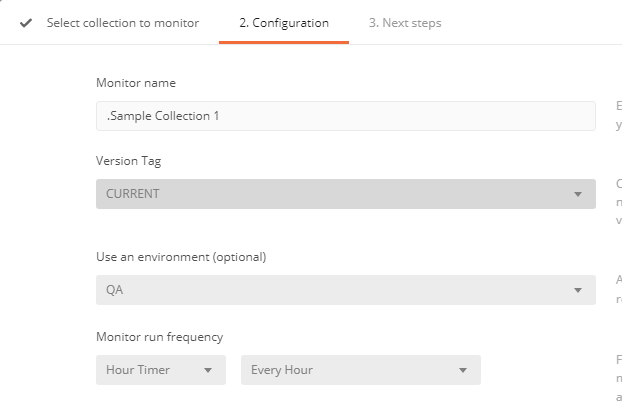 Select collection to monitor 2. Configuration 3. Next steps
Monitor name
.Sample Collection 1
Version Tag
CURRENT
Use an environment (optional)
QA
Monitor run frequency
Hour Timer Every Hour